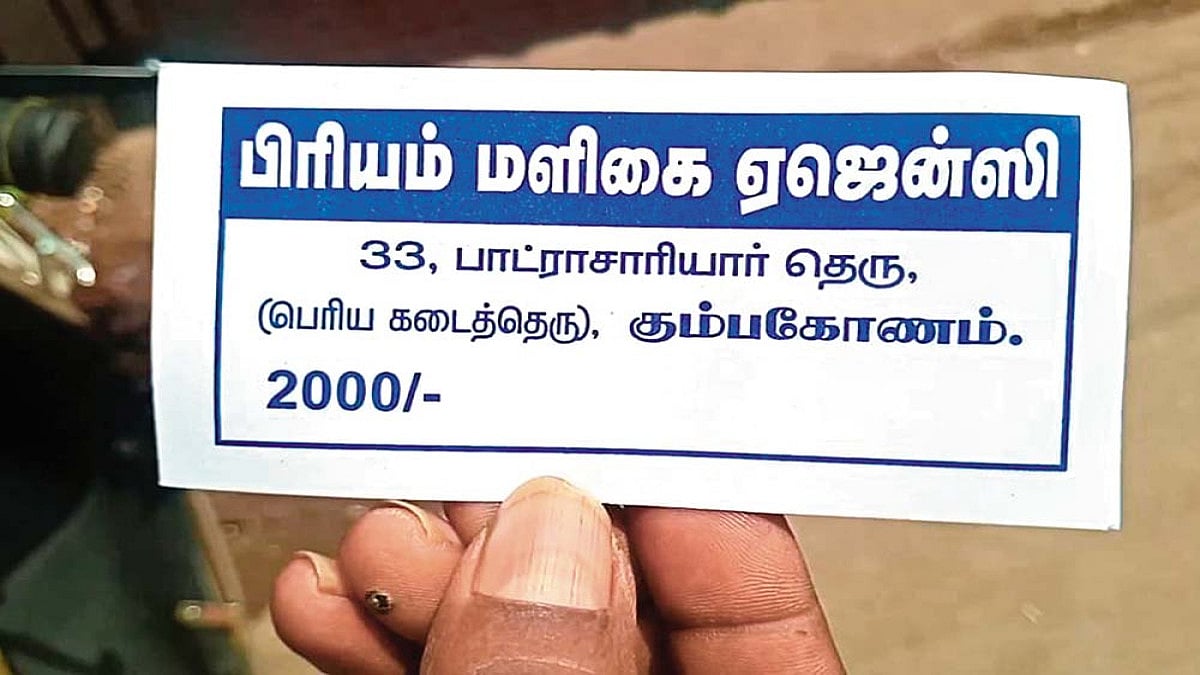 பிரியம் மளிகை ஏஜென்ஸி
33, பாட்ராசாரியார் தெரு,
(பெரிய கடைத்தெரு), கும்பகோணம்.
2000/-